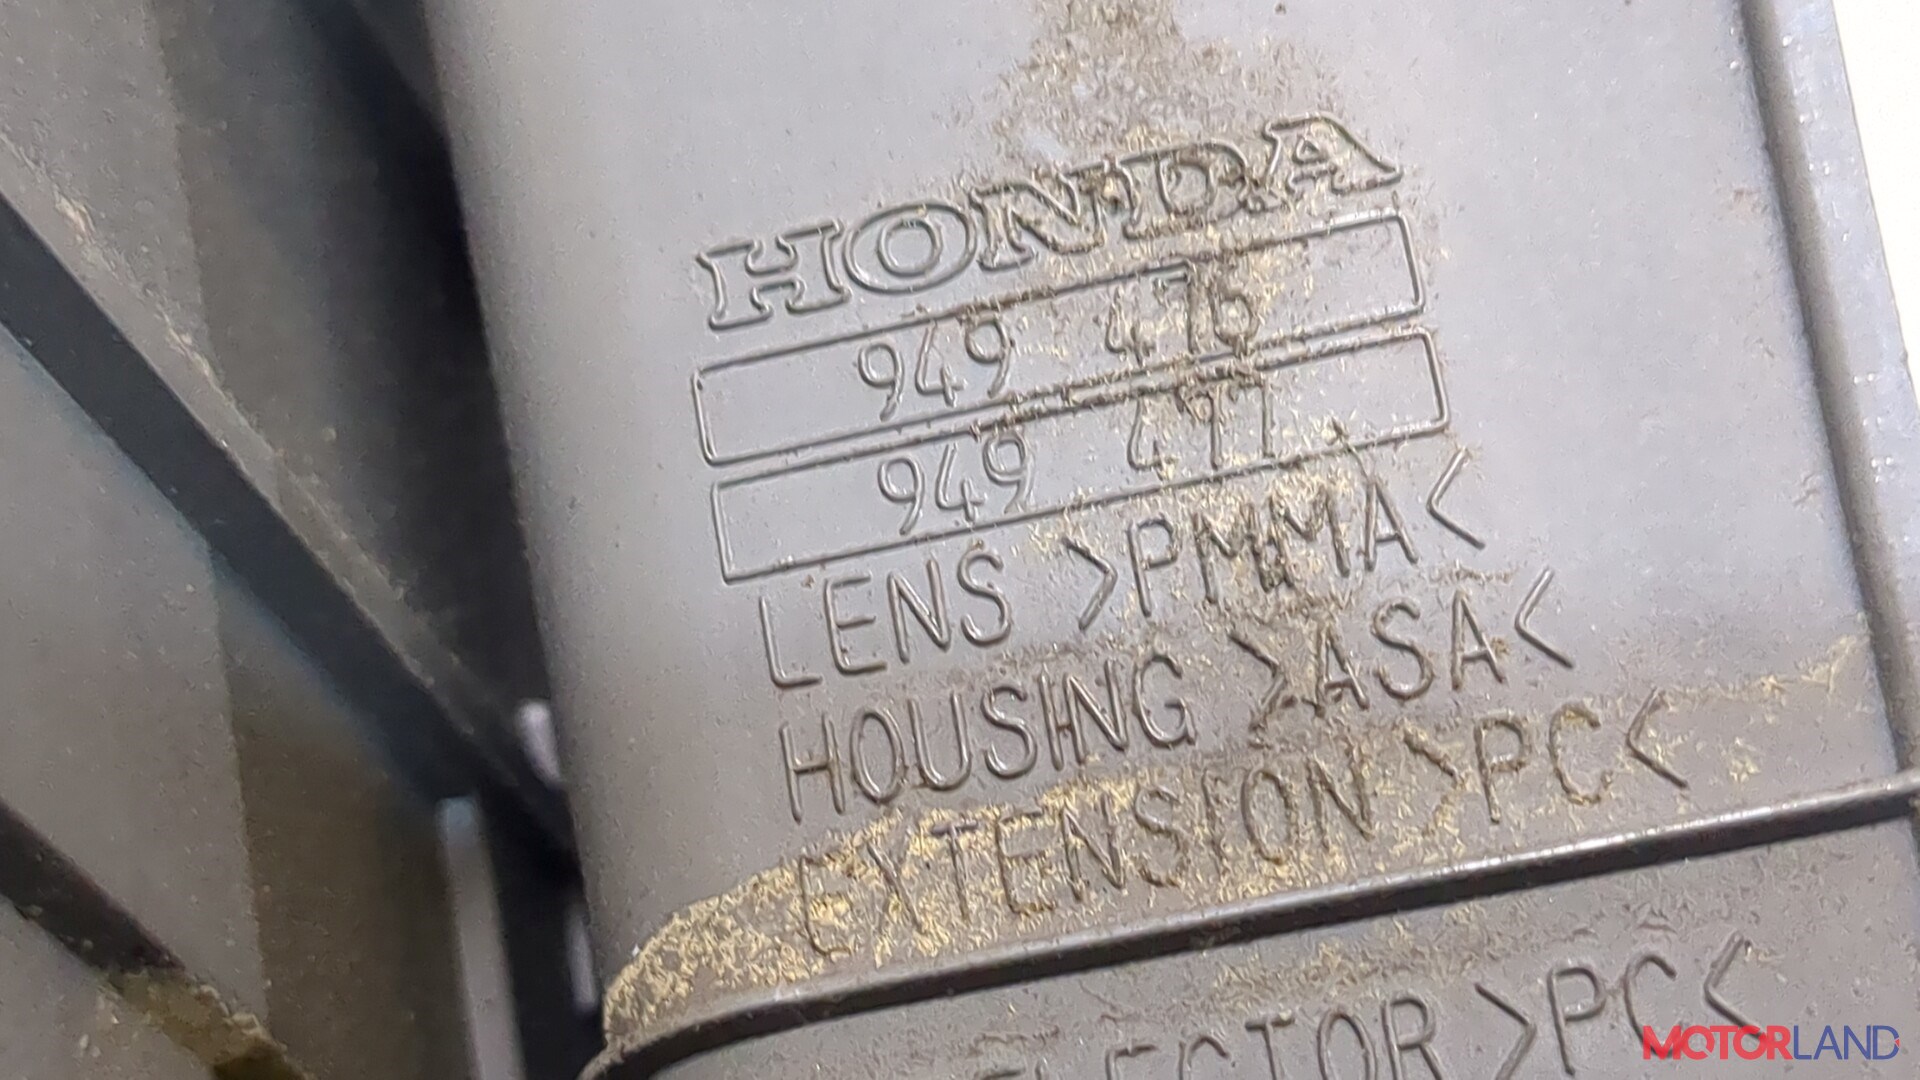 HONDA
949 476
949 477
LENS >PMMA<
HOUSING >ASA<
EXTENSION >PC<
>PC<
MOTORLAND